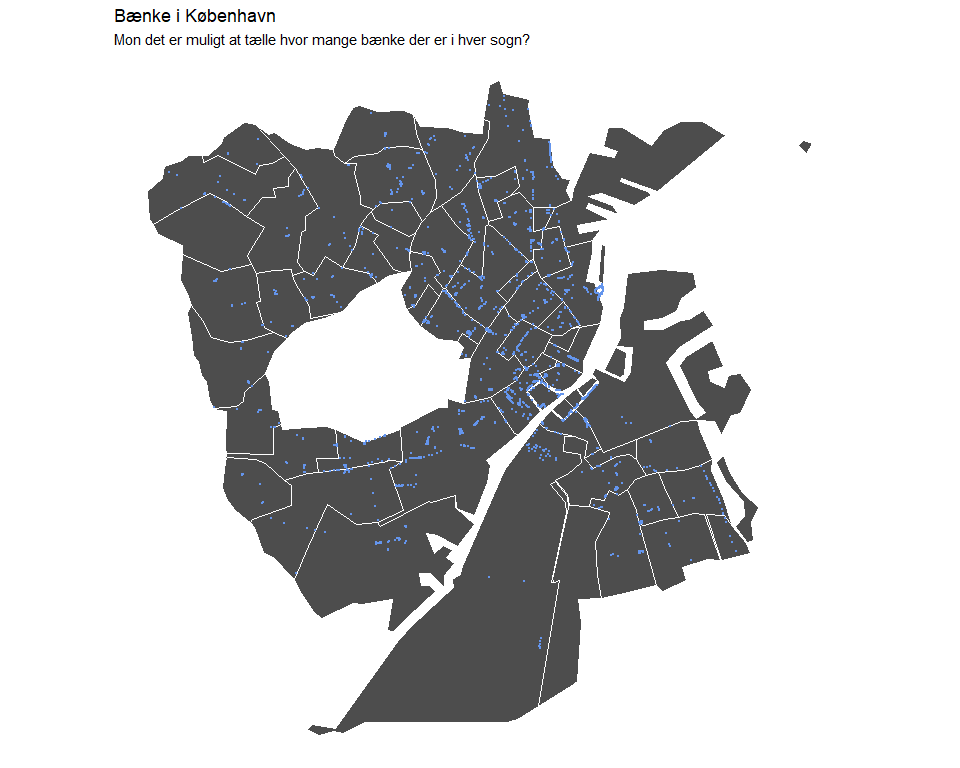 Bænke i København
Mon det er muligt at tælle hvor mange bænke der er i hver sogn?